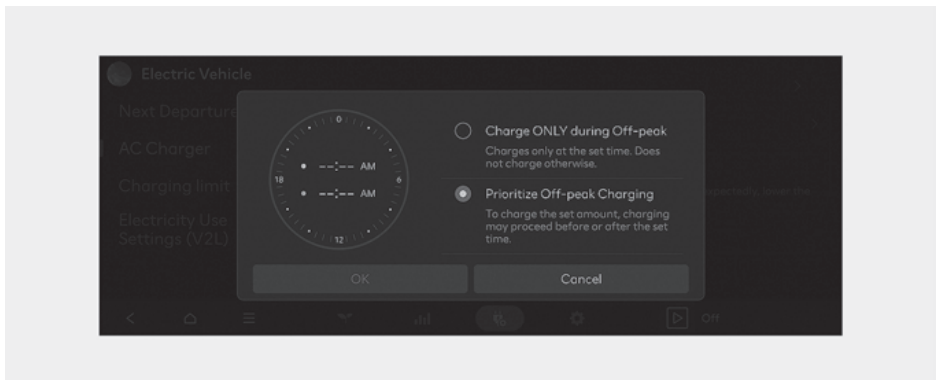 Electric Vehicle
Next Departure
AC Charger
Charging limit
Electricity Use
Settings (V2L)
0
6
12
18
--:-- AM
--:-- AM
Charge ONLY during Off-peak
Charges only at the set time. Does
not charge otherwise.
Prioritize Off-peak Charging
To charge the set amount, charging
may proceed before or after the set
time.
OK
Cancel
Off